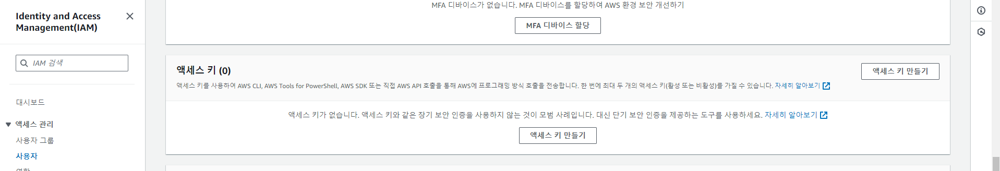 Identity and Access
Management(IAM)
IAM 검색
대시보드
액세스 관리
사용자 그룹
사용자
역할
MFA 디바이스가 없습니다. MFA 디바이스를 할당하여 AWS 환경 보안 개선하기
MFA 디바이스 할당
액세스 키 (0)
액세스 키 만들기
액세스 키를 사용하여 AWS CLI, AWS Tools for PowerShell, AWS SDK 또는 직접 AWS API 호출을 통해 AWS에 프로그래밍 방식 호출을 전송합니다. 한 번에 최대 두 개의 액세스 키(활성 또는 비활성)를 가질 수 있습니다. 자세히 알아보기
액세스 키가 없습니다. 액세스 키와 같은 장기 보안 인증을 사용하지 않는 것이 모범 사례입니다. 대신 단기 보안 인증을 제공하는 도구를 사용하세요. 자세히 알아보기
액세스 키 만들기